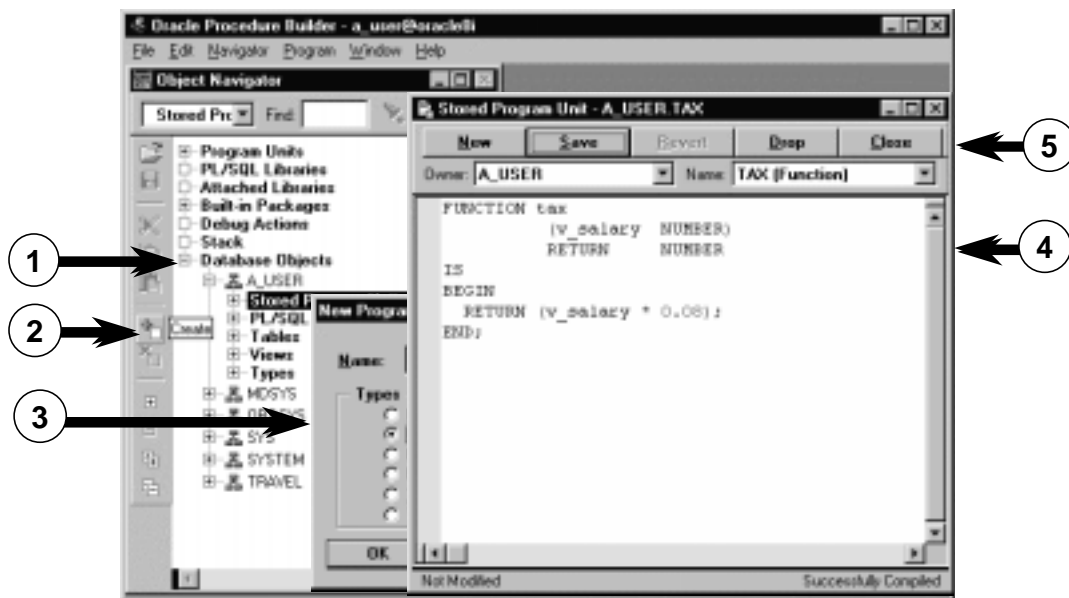 Oracle Procedure Builder - a_user@oracle8i
File Edit Navigator Program Window Help
Object Navigator
Stored Pro Find:
Program Units
PL/SQL Libraries
Attached Libraries
Built-in Packages
Debug Actions
Stack
Database Objects
A_USER
Stored P
PL/SQL
Tables
Views
Types
MDSYS
SYS
SYSTEM
TRAVEL
Create
New Progra
Name:
Types
OK
Stored Program Unit - A_USER.TAX
New Save Revert Drop Close
Owner: A_USER Name: TAX (Function)
FUNCTION tax
(v_salary NUMBER)
RETURN NUMBER
IS
BEGIN
RETURN (v_salary * 0.08);
END;
Not Modified Successfully Compiled
1
2
3
4
5